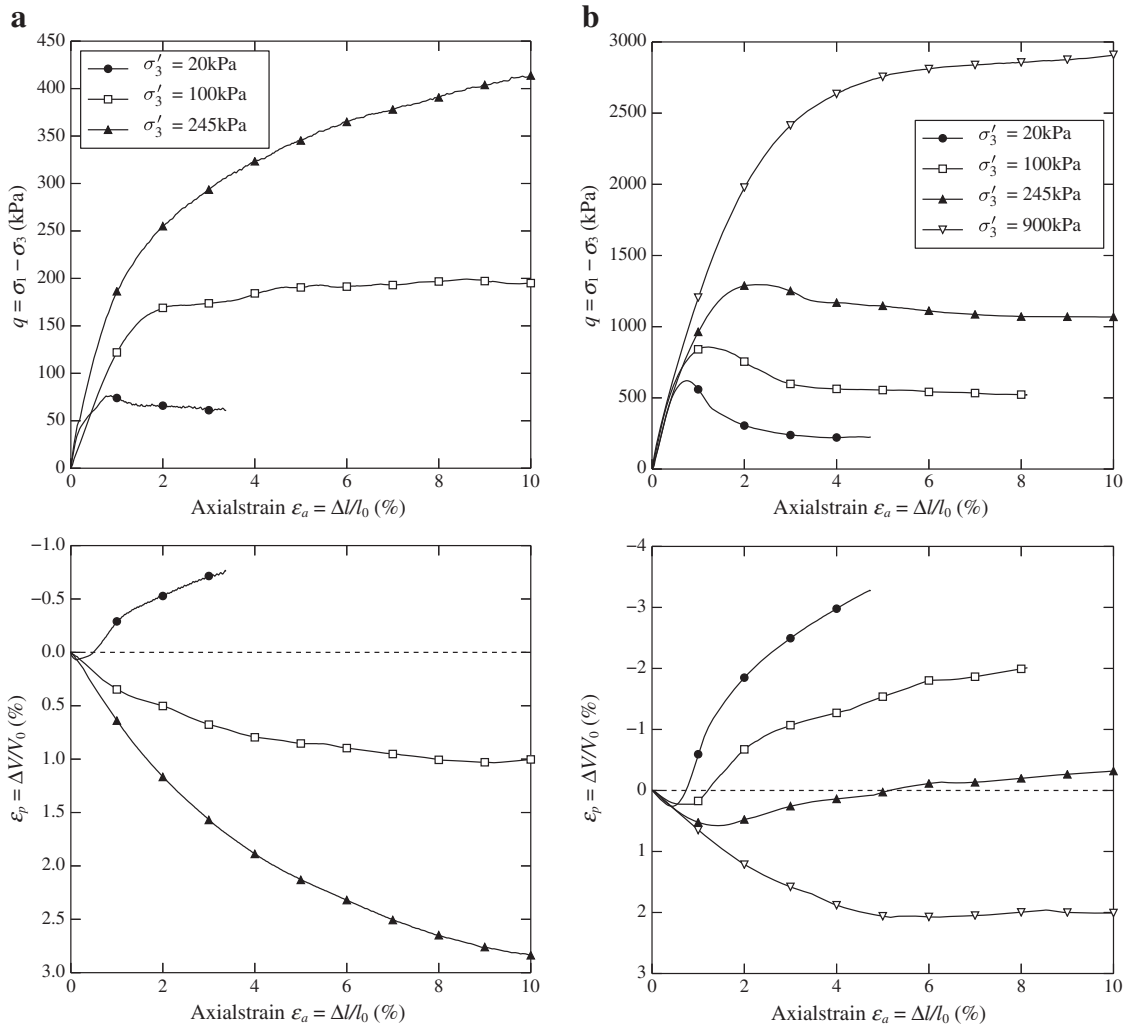 a
450
400
350
300
250
200
150
100
50
0
q = σ1 − σ3 (kPa)
σ′3 = 20kPa
σ′3 = 100kPa
σ′3 = 245kPa
0 2 4 6 8 10
Axialstrain εa = Δl/l0 (%)
b
3000
2500
2000
1500
1000
500
0
q = σ1 − σ3 (kPa)
σ′3 = 20kPa
σ′3 = 100kPa
σ′3 = 245kPa
σ′3 = 900kPa
0 2 4 6 8 10
Axialstrain εa = Δl/l0 (%)
−1.0
−0.5
0.0
0.5
1.0
1.5
2.0
2.5
3.0
εp = ΔV/V0 (%)
0 2 4 6 8 10
Axialstrain εa = Δl/l0 (%)
−4
−3
−2
−1
0
1
2
3
εp = ΔV/V0 (%)
0 2 4 6 8 10
Axialstrain εa = Δl/l0 (%)